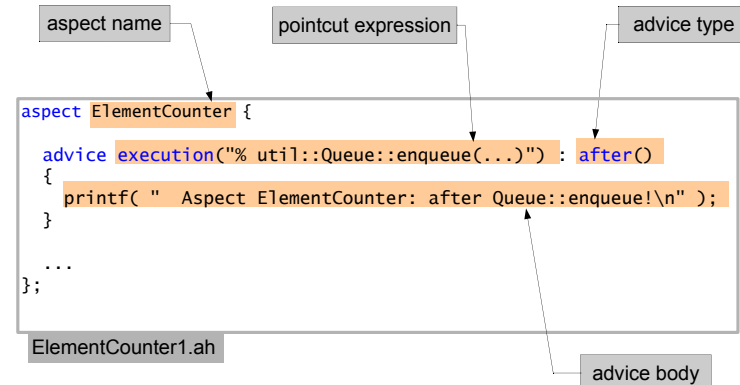 aspect name
pointcut expression
advice type
aspect ElementCounter {
advice execution("% util::Queue::enqueue(...)") : after()
{
printf( "  Aspect ElementCounter: after Queue::enqueue!\n" );
}
...
};
ElementCounter1.ah
advice body